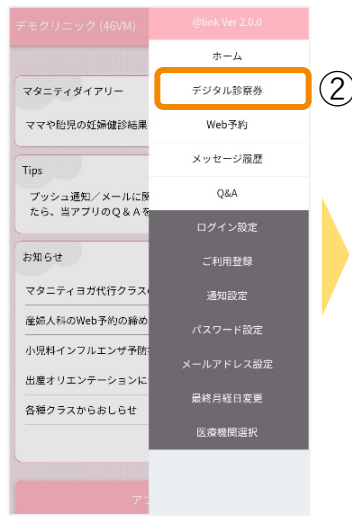 デモクリニック (46VM)
マタニティダイアリー
ママや胎児の妊婦健診結果
Tips
プッシュ通知／メールに関
たら、当アプリのＱ＆Ａを
お知らせ
マタニティヨガ代行クラス
産婦人科のWeb予約の締め
小児科インフルエンザ予防
出産オリエンテーションに
各種クラスからおしらせ
ア
@link Ver 2.0.0
ホーム
デジタル診察券
②
Web予約
メッセージ履歴
Q&A
ログイン設定
ご利用登録
通知設定
パスワード設定
メールアドレス設定
最終月経日変更
医療機関選択